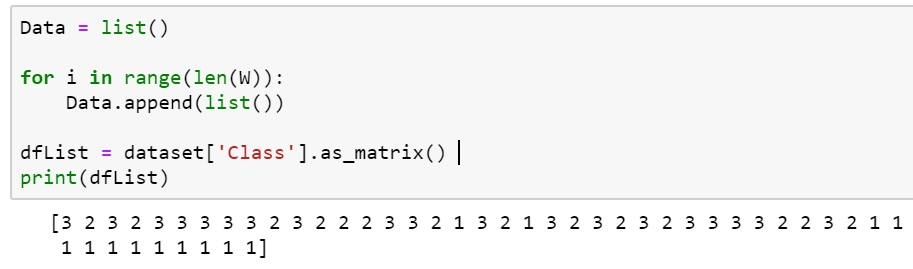 Data = list()
for i in range(len(W)):
    Data.append(list())
dfList = dataset['Class'].as_matrix()
print(dfList)
[3 2 3 2 3 3 3 3 3 2 3 2 2 2 3 3 2 1 3 2 1 3 2 3 2 3 2 3 3 3 3 2 2 3 2 1 1
 1 1 1 1 1 1 1 1 1]